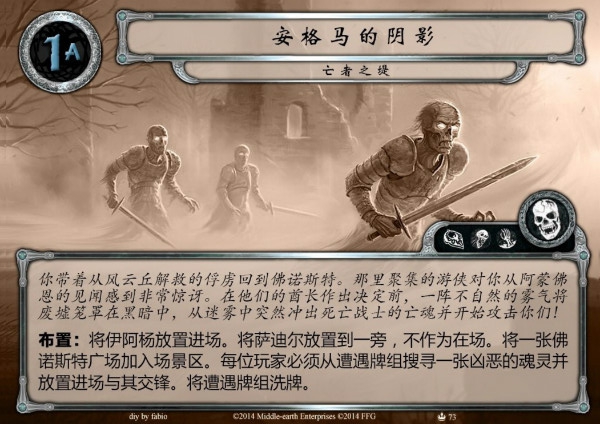 1A
安格马的阴影
亡者之缇
你带着从风云丘解救的俘虏回到佛诺斯特。那里聚集的游侠对你从阿蒙佛
恩的见闻感到非常惊讶。在他们的酋长作出决定前，一阵不自然的雾气将
废墟笼罩在黑暗中，从迷雾中突然冲出死亡战士的亡魂并开始攻击你们！
布置：将伊阿杨放置进场。将萨迪尔放置到一旁，不作为在场。将一张佛
诺斯特广场加入场景区。每位玩家必须从遭遇牌组搜寻一张凶恶的魂灵并
放置进场与其交锋。将遭遇牌组洗牌。
diy by fabio
©2014 Middle-earth Enterprises ©2014 FFG
73